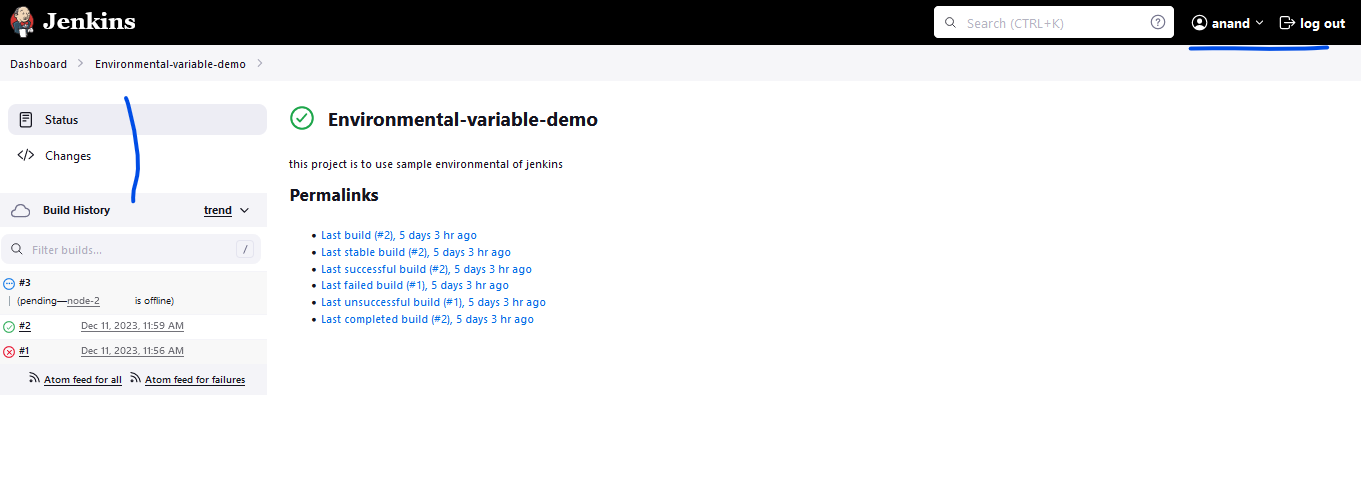 Jenkins
Search (CTRL+K)
?
anand
log out
Dashboard
Environmental-variable-demo
Status
Changes
Build History
trend
Filter builds...
/
#3
(pending—node-2 is offline)
#2 Dec 11, 2023, 11:59 AM
#1 Dec 11, 2023, 11:56 AM
Atom feed for all Atom feed for failures
Environmental-variable-demo
this project is to use sample environmental of jenkins
Permalinks
Last build (#2), 5 days 3 hr ago
Last stable build (#2), 5 days 3 hr ago
Last successful build (#2), 5 days 3 hr ago
Last failed build (#1), 5 days 3 hr ago
Last unsuccessful build (#1), 5 days 3 hr ago
Last completed build (#2), 5 days 3 hr ago